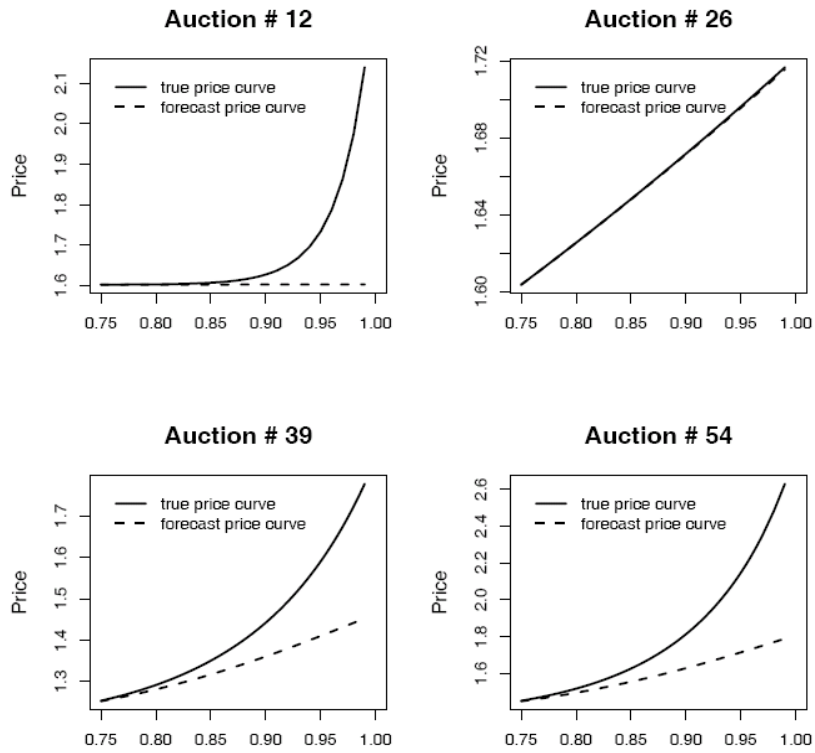 Auction # 12
true price curve
forecast price curve
Price
2.1
2.0
1.9
1.8
1.7
1.6
0.75 0.80 0.85 0.90 0.95 1.00
Auction # 26
true price curve
forecast price curve
Price
1.72
1.68
1.64
1.60
0.75 0.80 0.85 0.90 0.95 1.00
Auction # 39
true price curve
forecast price curve
Price
1.7
1.6
1.5
1.4
1.3
0.75 0.80 0.85 0.90 0.95 1.00
Auction # 54
true price curve
forecast price curve
Price
2.6
2.4
2.2
2.0
1.8
1.6
0.75 0.80 0.85 0.90 0.95 1.00